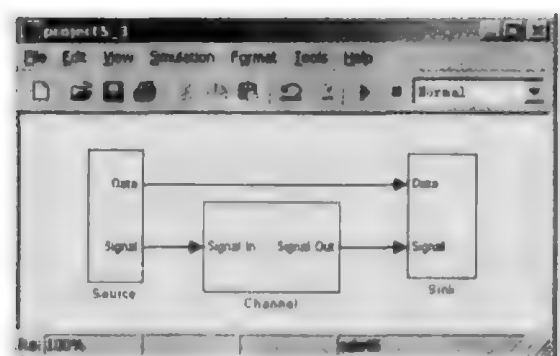 project5_3
File Edit View Simulation Format Tools Help
Normal
Data Data
Signal Signal In Signal Out Signal
Source Channel Sink
100%